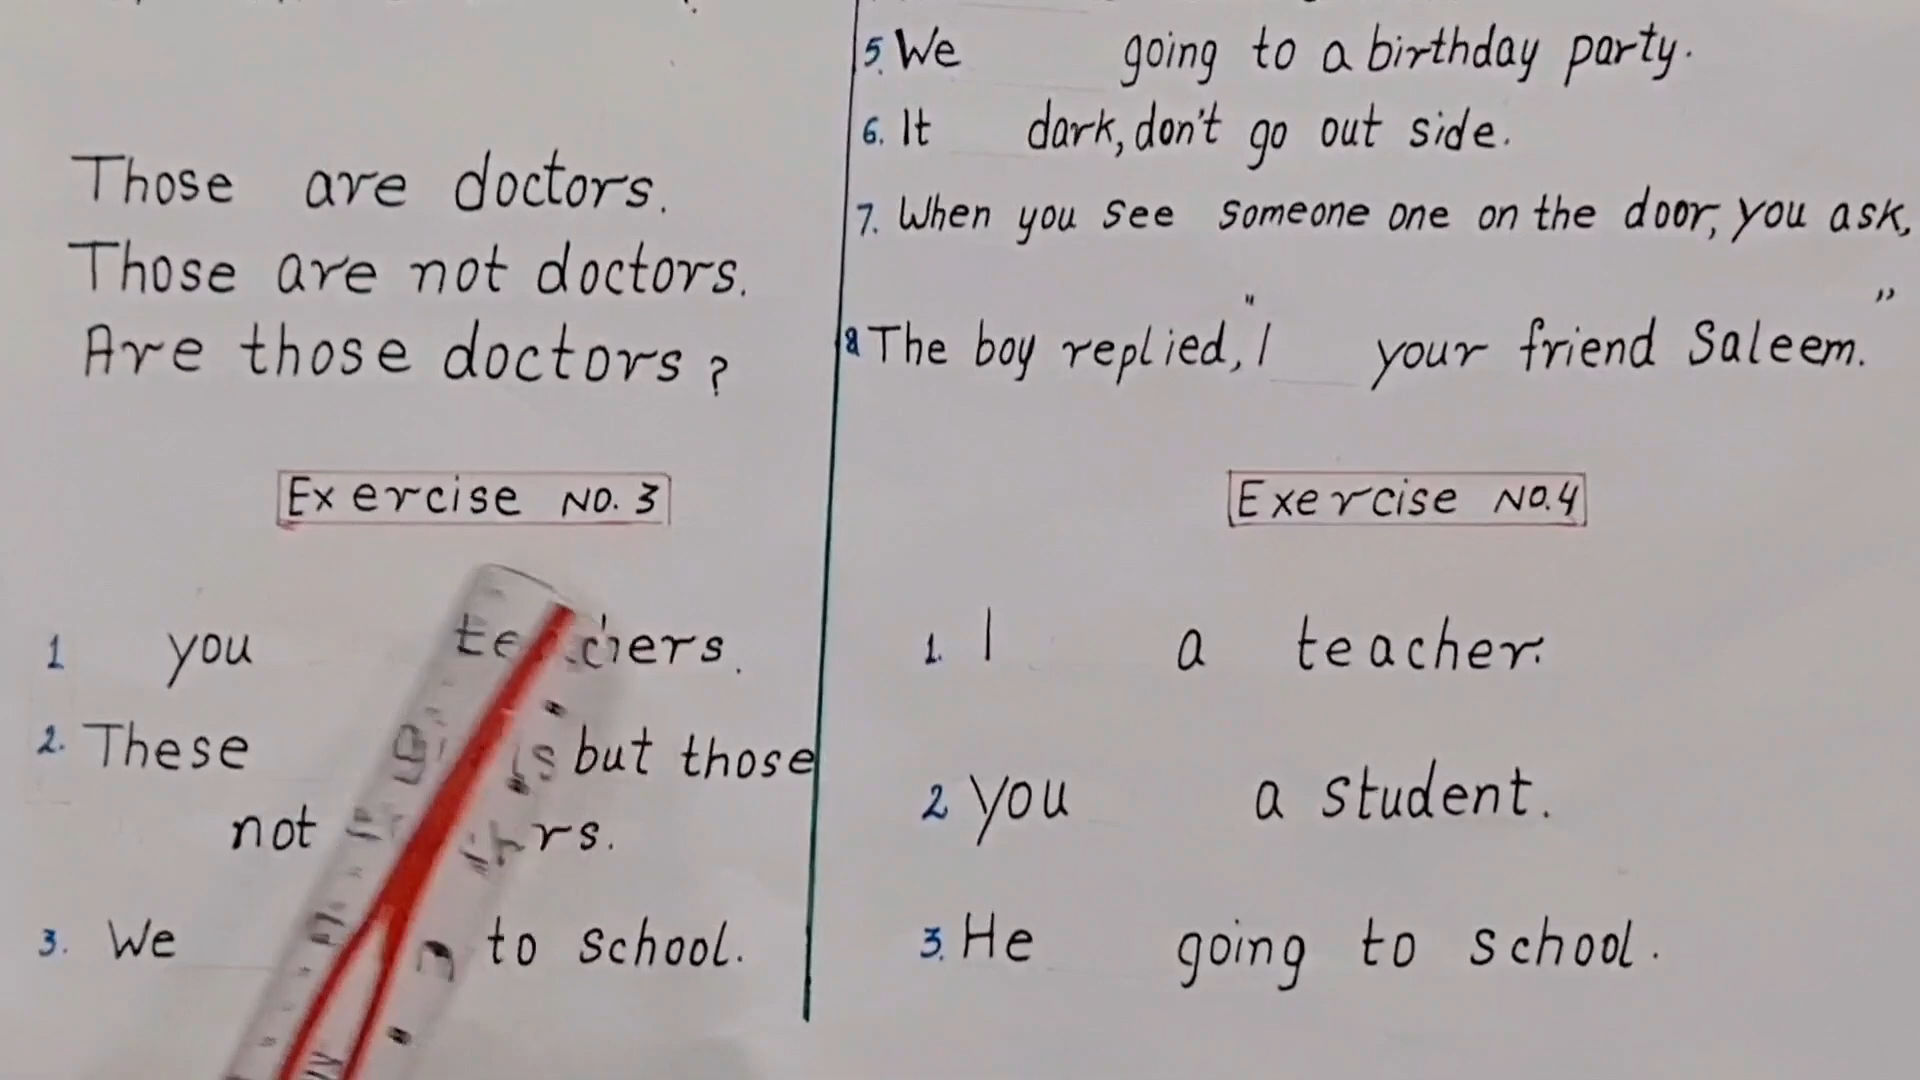 Those are doctors.
Those are not doctors.
Are those doctors?
Exercise NO. 3
1 you teachers.
2. These but those
not
3. We to school.
5. We going to a birthday party.
6. It dark, don't go out side.
7. When you see someone one on the door, you ask,
"
8 The boy replied, "I your friend Saleem.
Exercise NO.4
1. I a teacher.
2 you a student.
3. He going to school.